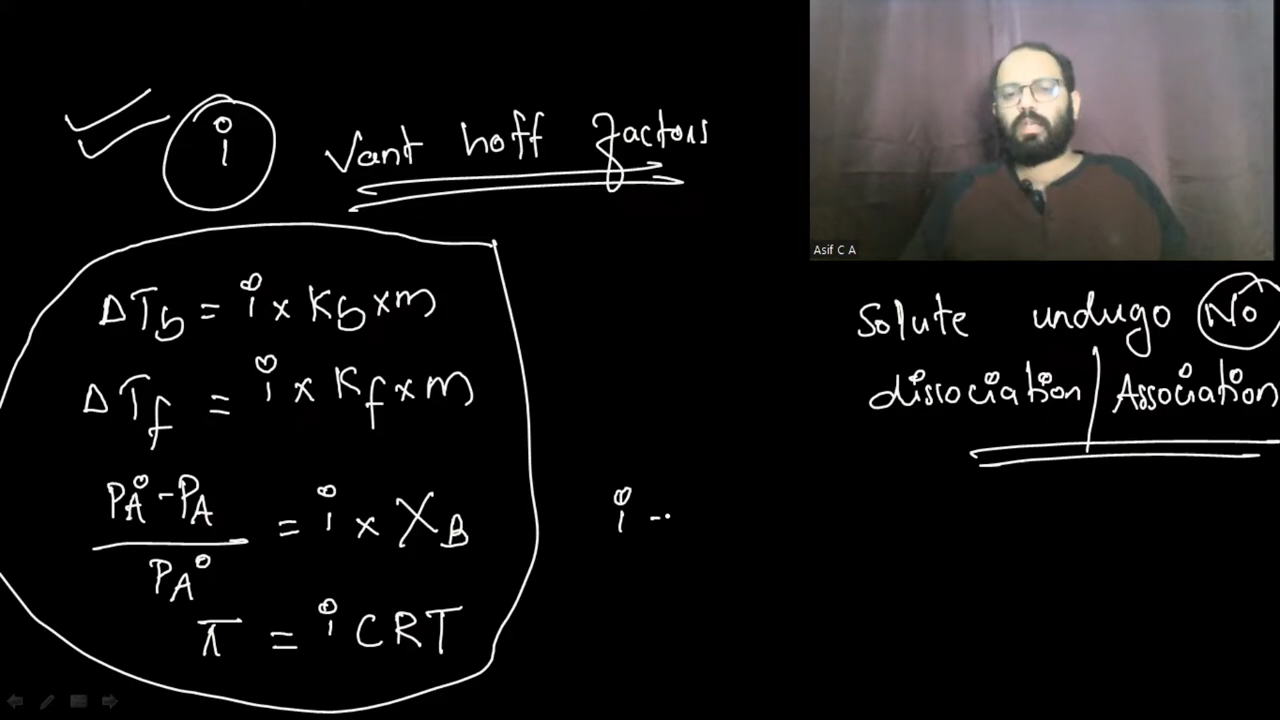 i Vant hoff factors
ΔTb = i × Kb × m
ΔTf = i × Kf × m
PA° - PA / PA° = i × XB
π = i CRT
i -
Asif C A
Solute undugo No
dissociation | Association